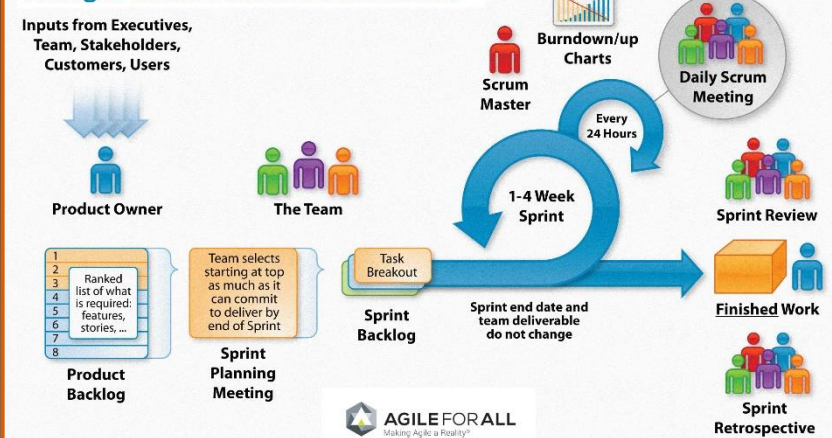 Inputs from Executives,
Team, Stakeholders,
Customers, Users
Product Owner
The Team
Scrum
Master
Burndown/up
Charts
Daily Scrum
Meeting
Every
24 Hours
1-4 Week
Sprint
Sprint Review
1
2
3
4
5
6
7
8
Ranked
list of what
is required:
features,
stories, ...
Product
Backlog
Team selects
starting at top
as much as it
can commit
to deliver by
end of Sprint
Sprint
Planning
Meeting
Task
Breakout
Sprint
Backlog
Sprint end date and
team deliverable
do not change
Finished Work
Sprint
Retrospective
AGILE FOR ALL
Making Agile a Reality®